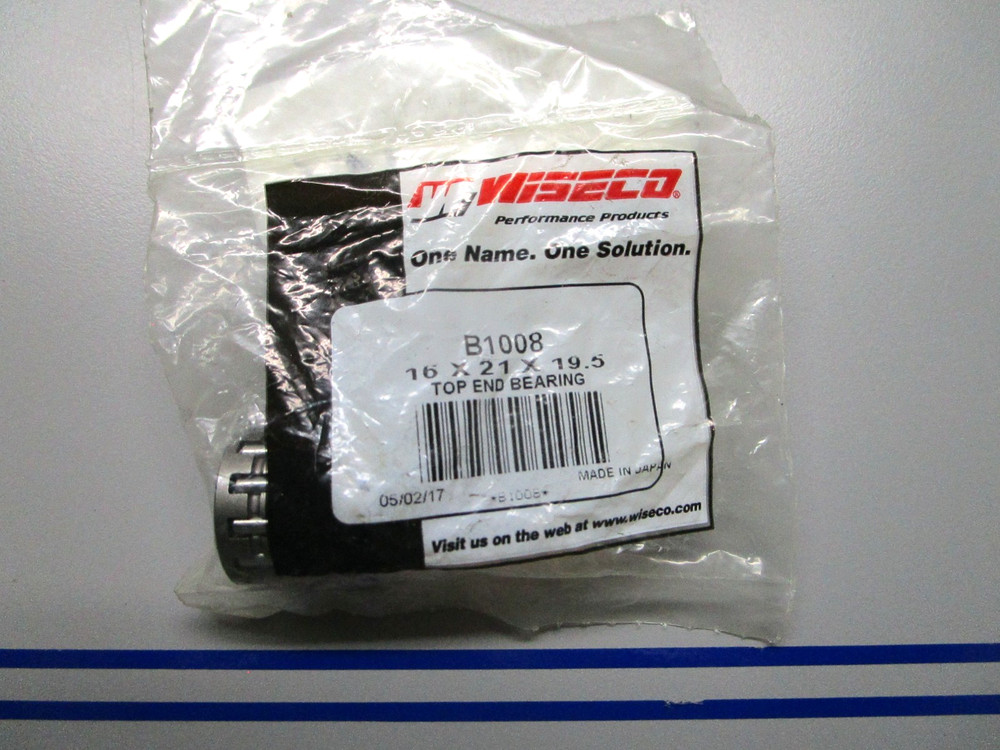 WISECO®
Performance Products
One Name. One Solution.
B1008
16 X 21 X 19.5
TOP END BEARING
MADE IN JAPAN
05/02/17
*B1008*
Visit us on the web at www.wiseco.com